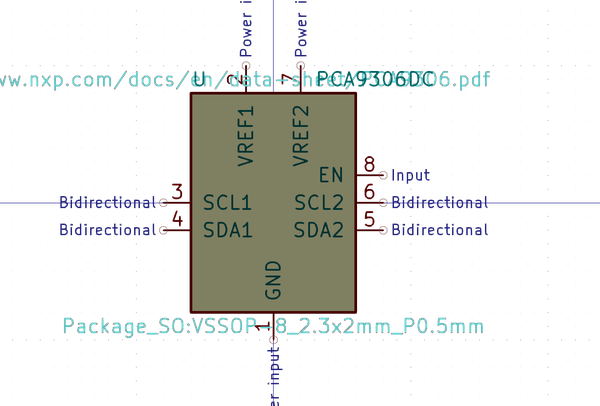 Power i
Power i
ww.nxp.com/docs/en/data-sheet/PCA9306.pdf
U
PCA9306DC
2
7
VREF1
VREF2
EN
8
Input
Bidirectional
3
SCL1
SCL2
6
Bidirectional
Bidirectional
4
SDA1
SDA2
5
Bidirectional
GND
Package_SO:VSSOP-8_2.3x2mm_P0.5mm
1
er input